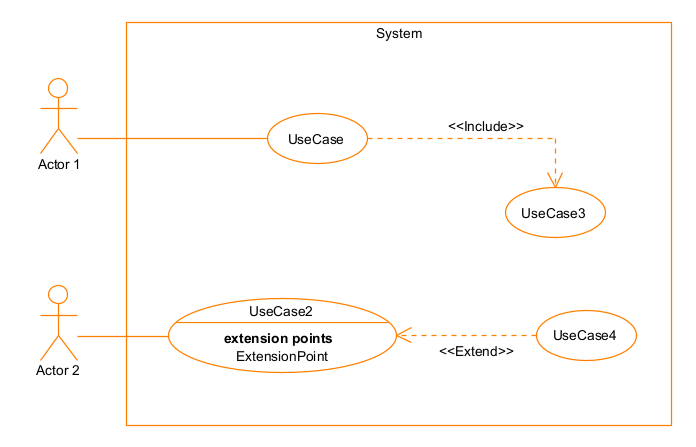 System
UseCase
<<Include>>
Actor 1
UseCase3
UseCase2
extension points
ExtensionPoint
UseCase4
<<Extend>>
Actor 2